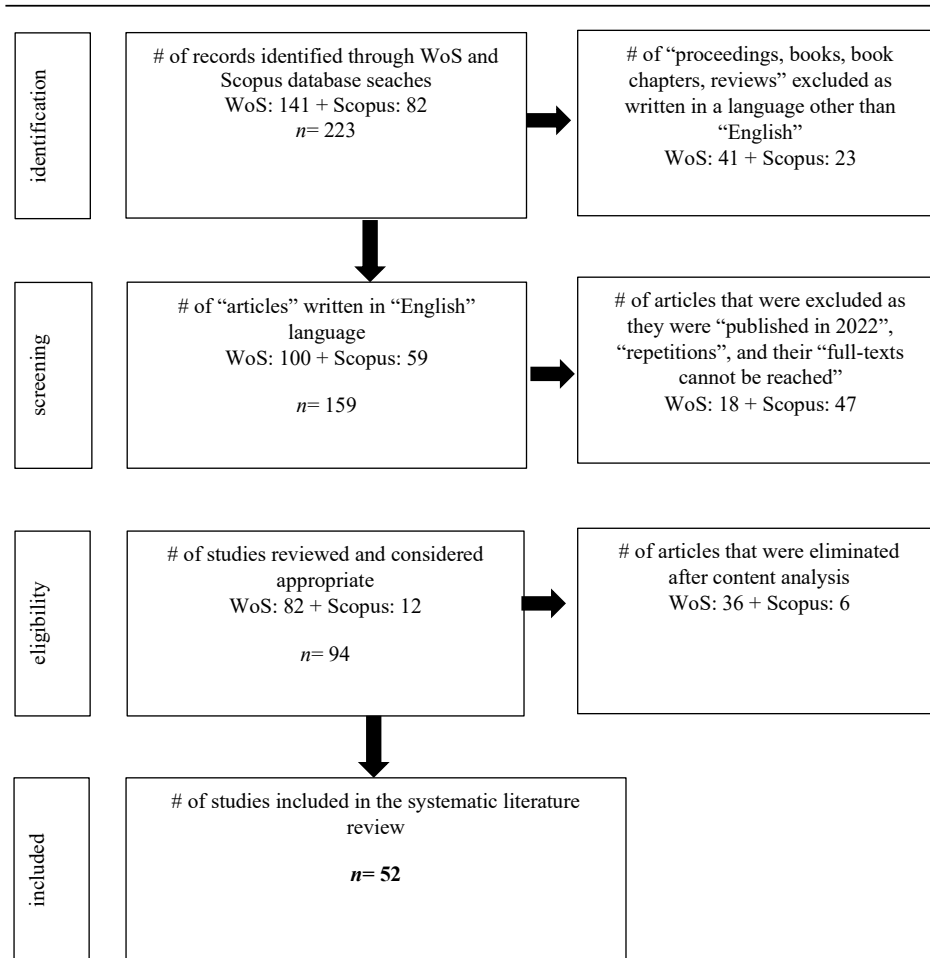 identification
# of records identified through WoS and
Scopus database seaches
WoS: 141 + Scopus: 82
n= 223
# of “proceedings, books, book
chapters, reviews” excluded as
written in a language other than
“English”
WoS: 41 + Scopus: 23
screening
# of “articles” written in “English”
language
WoS: 100 + Scopus: 59
n= 159
# of articles that were excluded as
they were “published in 2022”,
“repetitions”, and their “full-texts
cannot be reached”
WoS: 18 + Scopus: 47
eligibility
# of studies reviewed and considered
appropriate
WoS: 82 + Scopus: 12
n= 94
# of articles that were eliminated
after content analysis
WoS: 36 + Scopus: 6
included
# of studies included in the systematic literature
review
n= 52